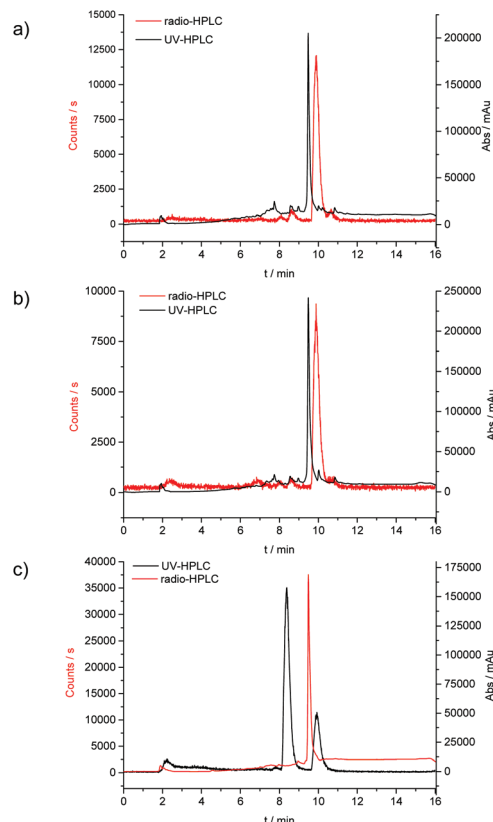 a)
radio-HPLC
UV-HPLC
15000
12500
10000
7500
5000
2500
0
Counts / s
200000
150000
100000
50000
0
Abs / mAu
0 2 4 6 8 10 12 14 16
t / min
b)
radio-HPLC
UV-HPLC
10000
7500
5000
2500
0
Counts / s
250000
200000
150000
100000
50000
0
Abs / mAu
0 2 4 6 8 10 12 14 16
t / min
c)
UV-HPLC
radio-HPLC
40000
35000
30000
25000
20000
15000
10000
5000
0
Counts / s
175000
150000
125000
100000
75000
50000
25000
0
Abs / mAu
0 2 4 6 8 10 12 14 16
t / min